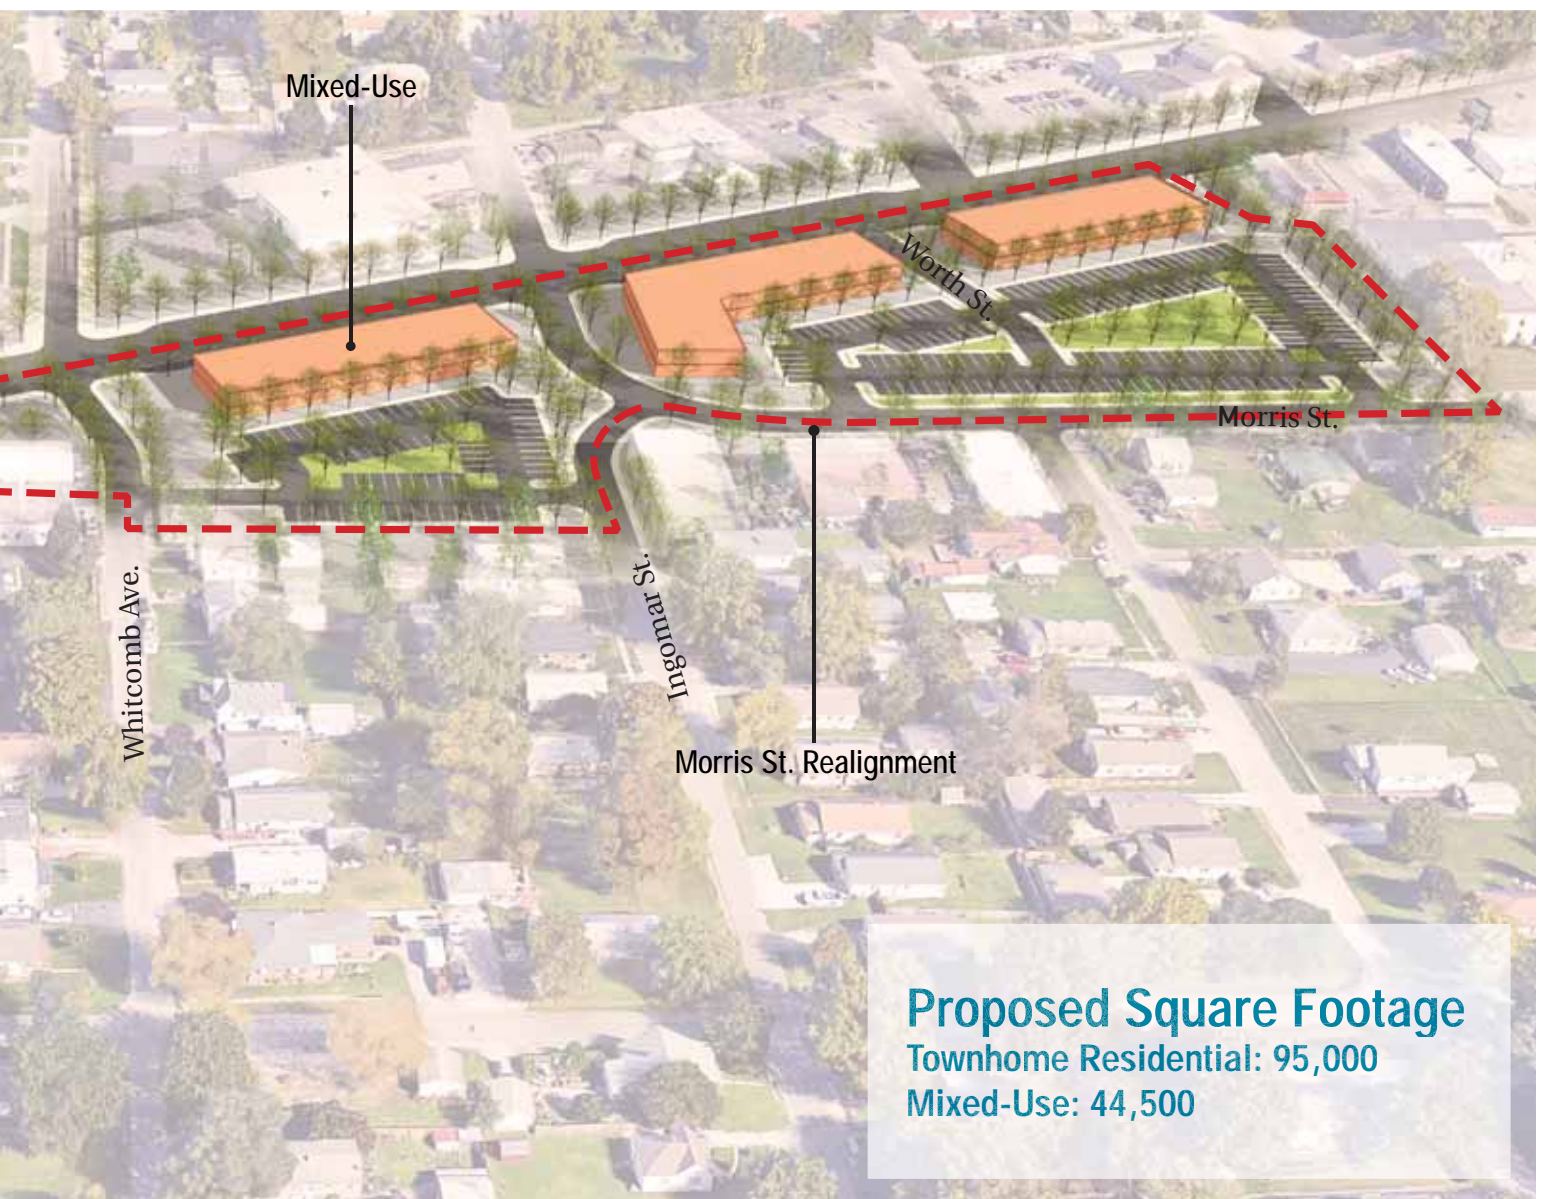 Mixed-Use
Worth St.
Morris St.
Whitcomb Ave.
Ingomar St.
Morris St. Realignment
Proposed Square Footage
Townhome Residential: 95,000
Mixed-Use: 44,500